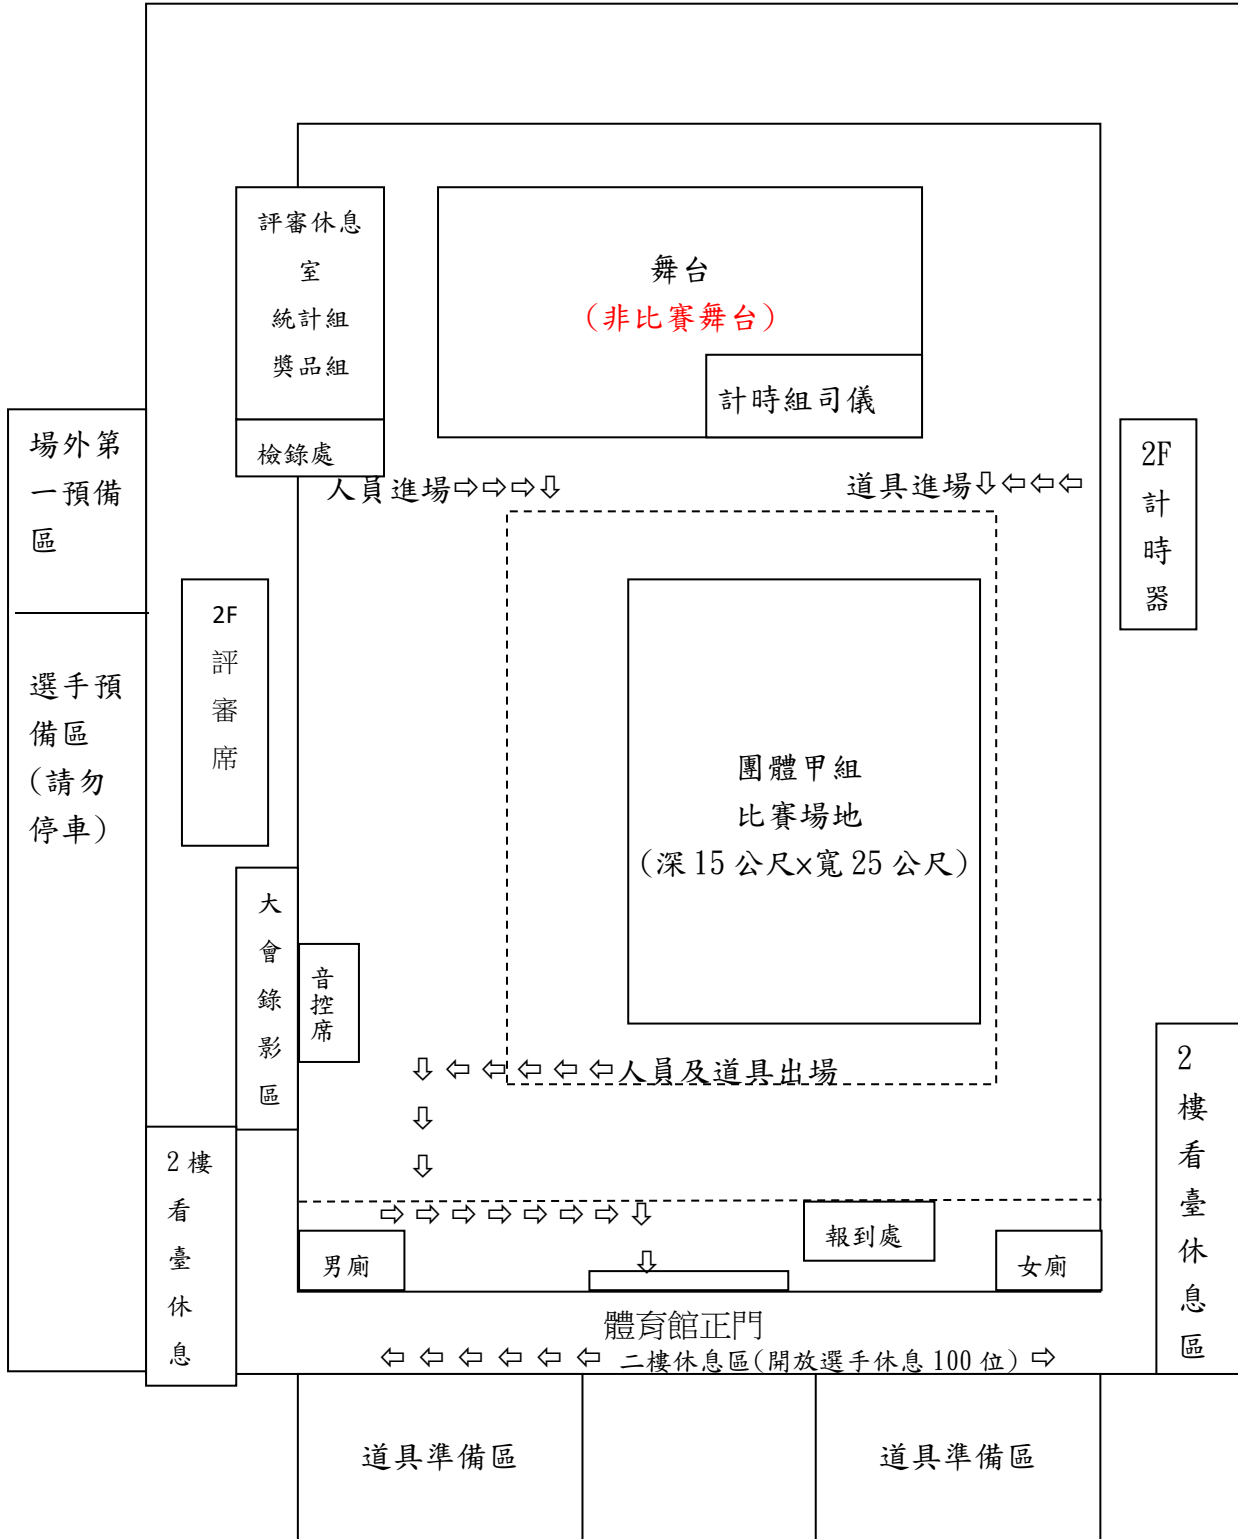 評審休息
室
統計組
獎品組
舞台
(非比賽舞台)
計時組司儀
檢錄處
場外第
一預備
區
2F
計
時
器
人員進場⇨⇨⇨⇩
道具進場⇩⇦⇦⇦
2F
評
審
席
選手預
備區
(請勿
停車)
團體甲組
比賽場地
(深 15 公尺×寬 25 公尺)
大
會
錄
影
區
音
控
席
⇩ ⇦ ⇦ ⇦ ⇦ ⇦人員及道具出場
⇩
⇩
2
樓
看
臺
休
息
區
2 樓
看
臺
休
息
⇨ ⇨ ⇨ ⇨ ⇨ ⇨ ⇨ ⇩
報到處
男廁
⇩
女廁
體育館正門
⇦ ⇦ ⇦ ⇦ ⇦ ⇦ 二樓休息區(開放選手休息 100 位) ⇨
道具準備區
道具準備區